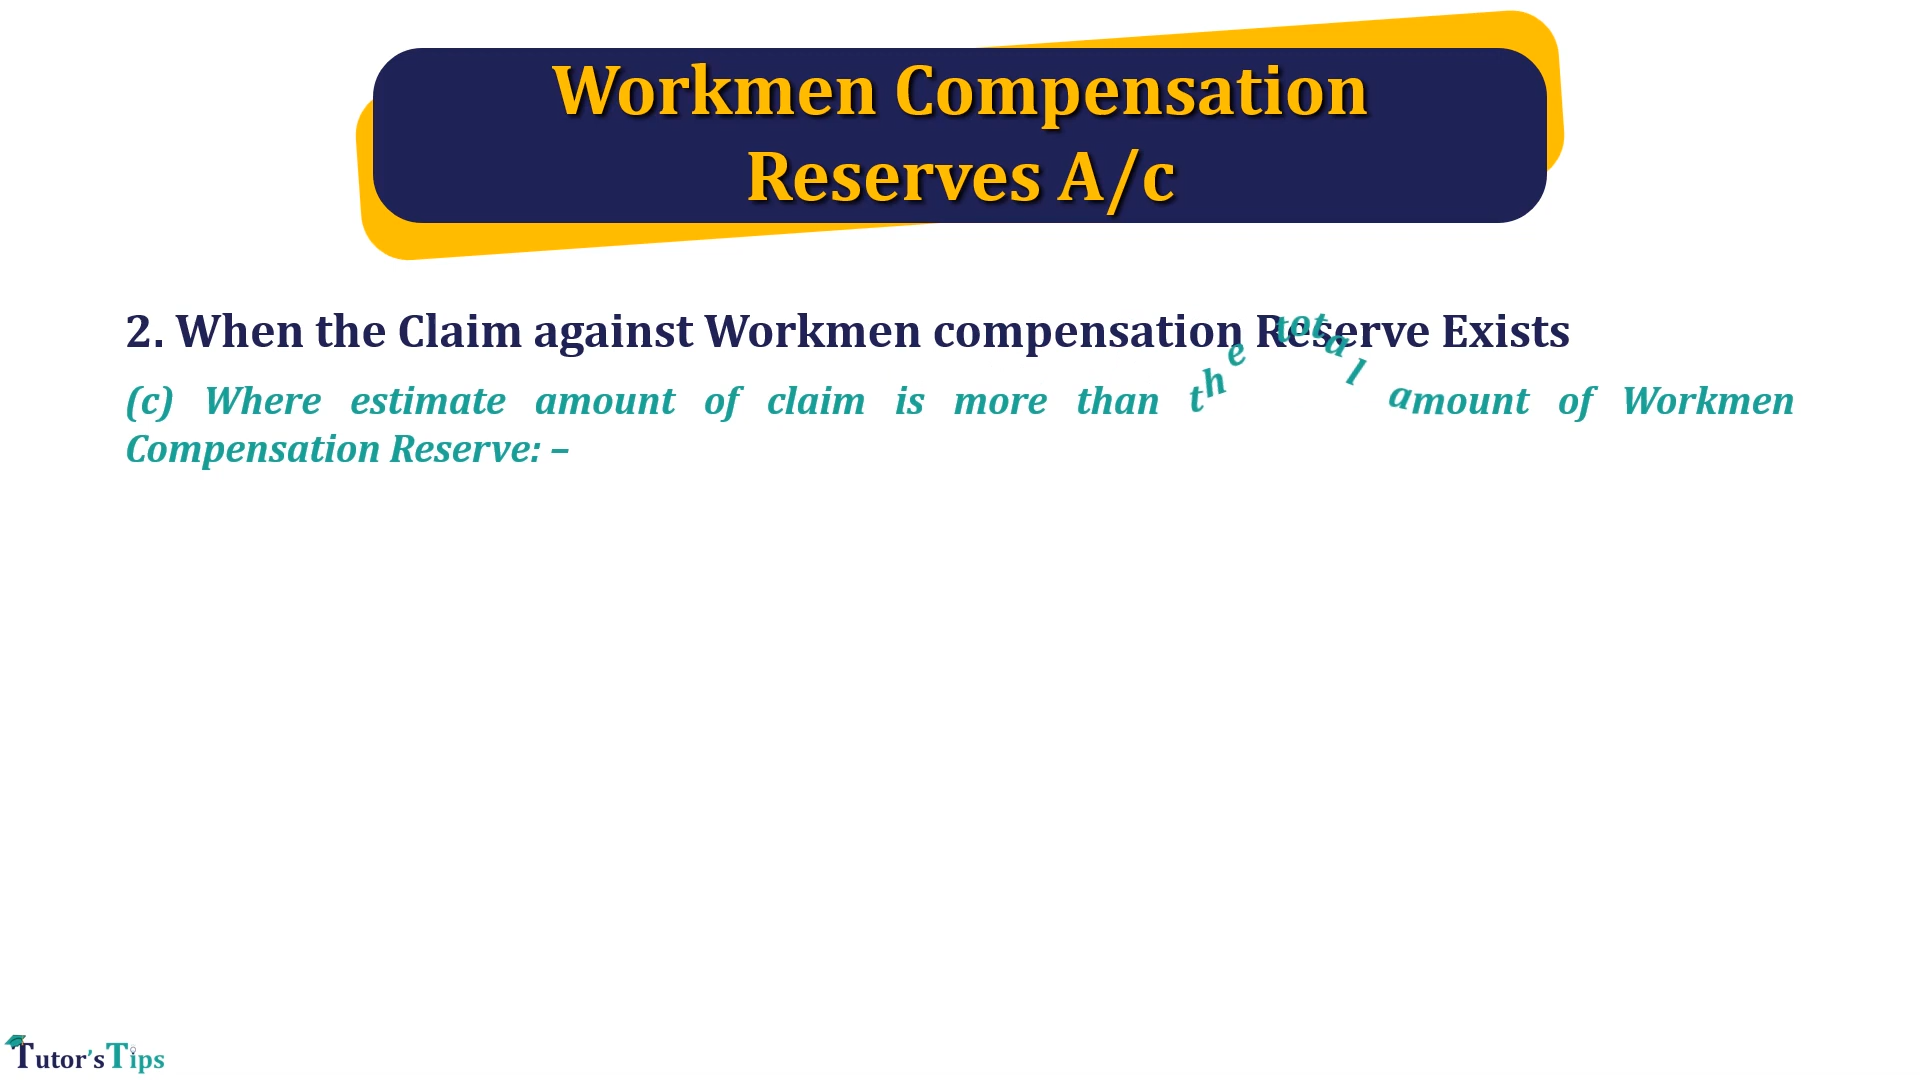 Workmen Compensation
Reserves A/c
2. When the Claim against Workmen compensation Reserve Exists
(c) Where estimate amount of claim is more than the total amount of Workmen
Compensation Reserve: –
Tutor'sTips